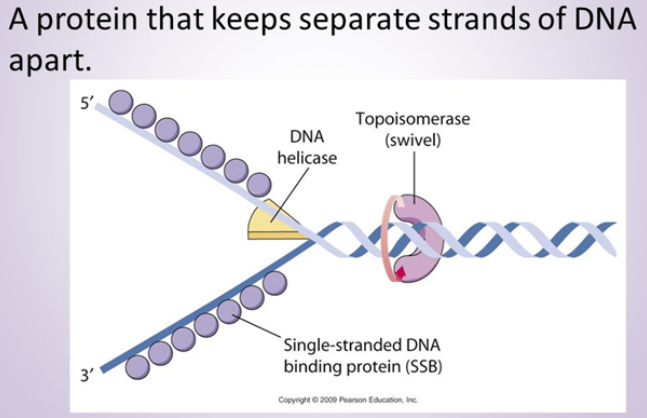 A protein that keeps separate strands of DNA
apart.
5′
DNA
helicase
Topoisomerase
(swivel)
Single-stranded DNA
binding protein (SSB)
3′
Copyright © 2009 Pearson Education, Inc.